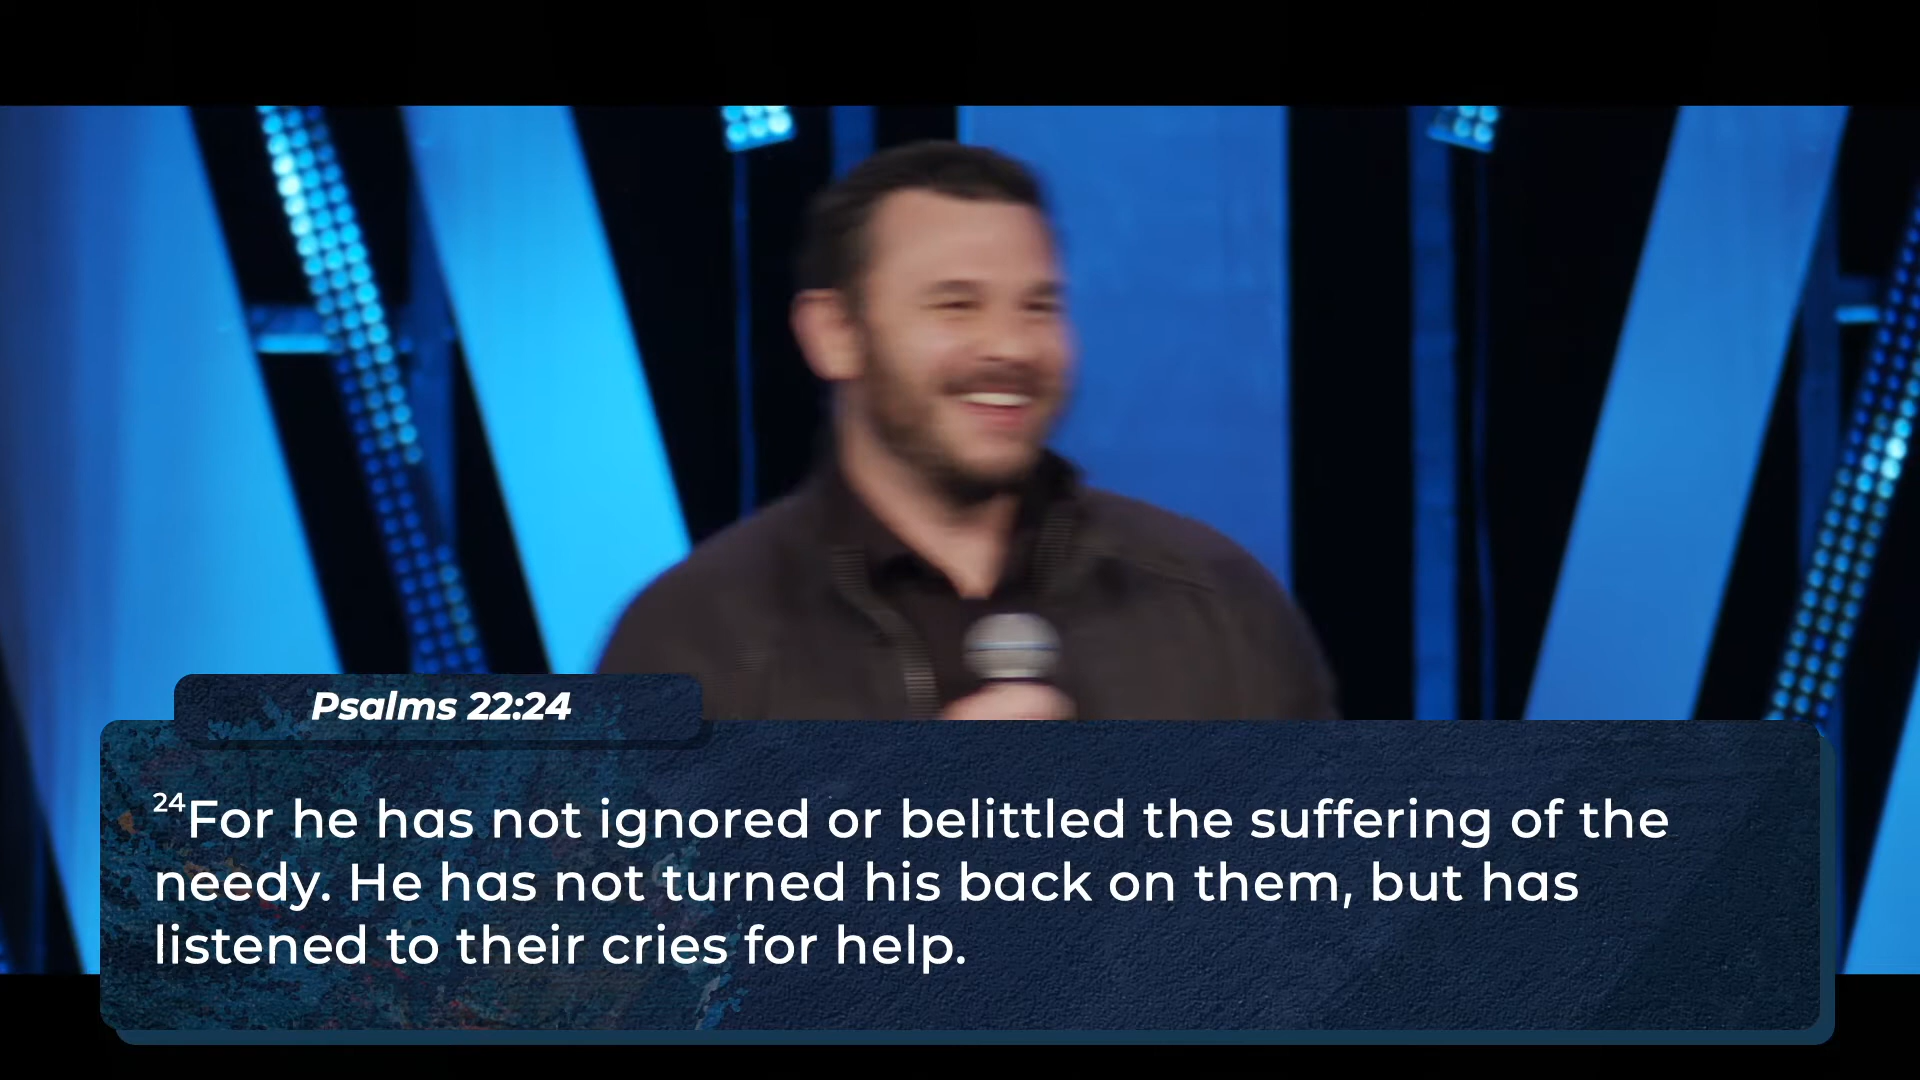 Psalms 22:24
24For he has not ignored or belittled the suffering of the
needy. He has not turned his back on them, but has
listened to their cries for help.